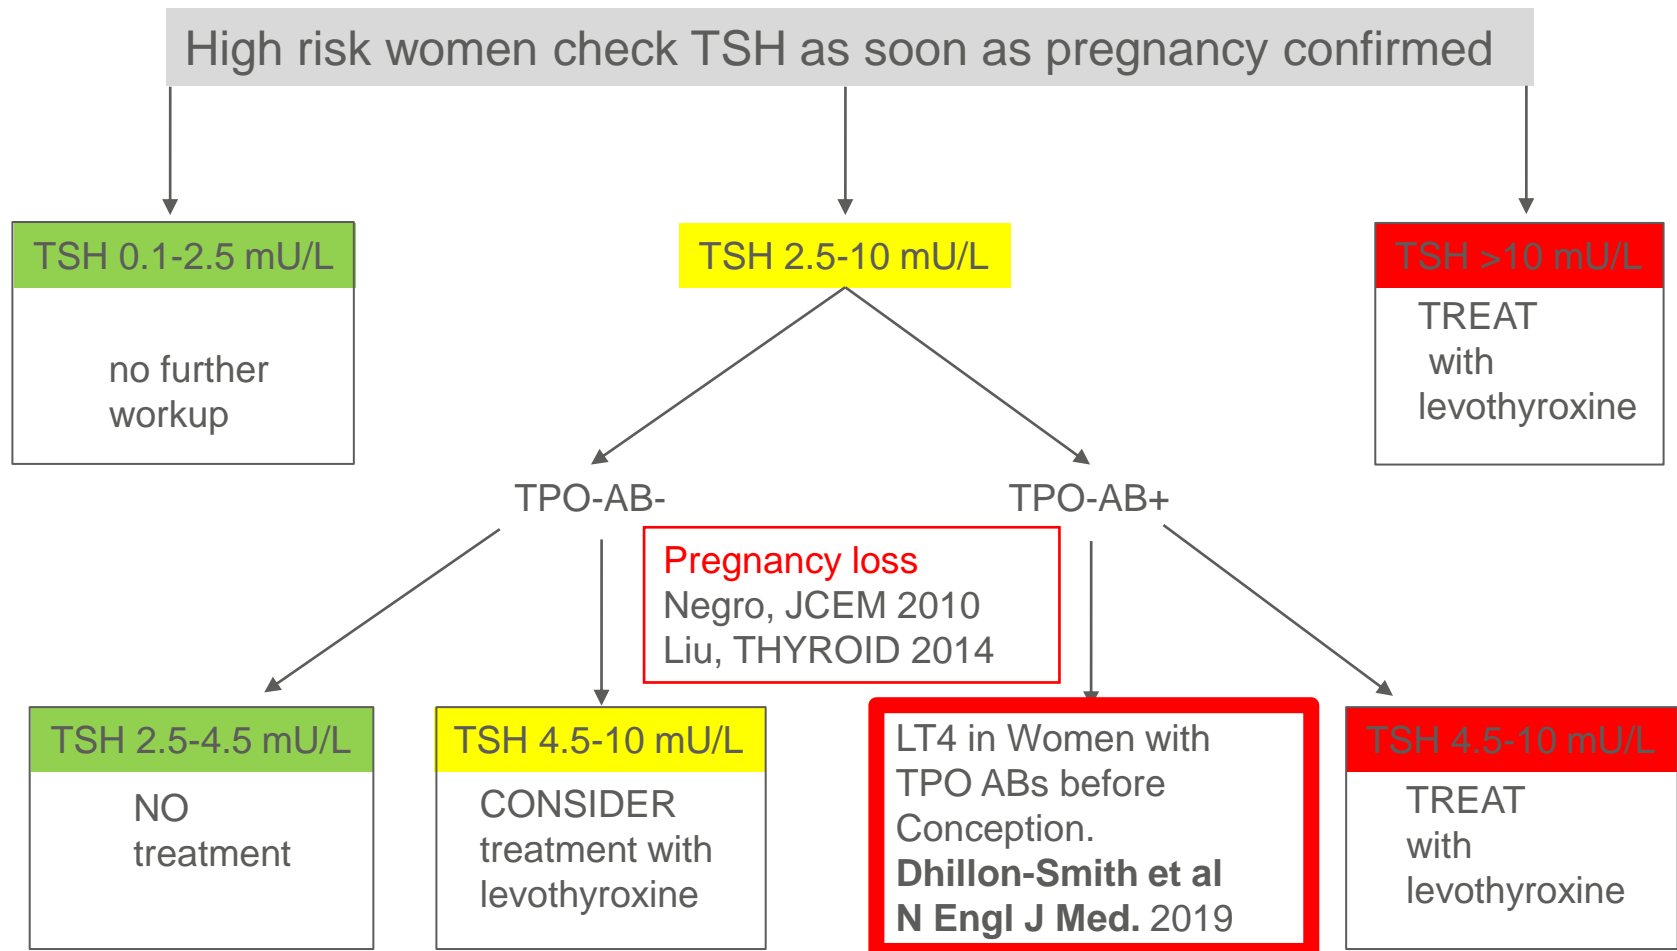 High risk women check TSH as soon as pregnancy confirmed
TSH 0.1-2.5 mU/L
no further
workup
TSH 2.5-10 mU/L
TSH >10 mU/L
TREAT
with
levothyroxine
TPO-AB-
TPO-AB+
Pregnancy loss
Negro, JCEM 2010
Liu, THYROID 2014
TSH 2.5-4.5 mU/L
NO
treatment
TSH 4.5-10 mU/L
CONSIDER
treatment with
levothyroxine
LT4 in Women with
TPO ABs before
Conception.
Dhillon-Smith et al
N Engl J Med. 2019
TSH 4.5-10 mU/L
TREAT
with
levothyroxine